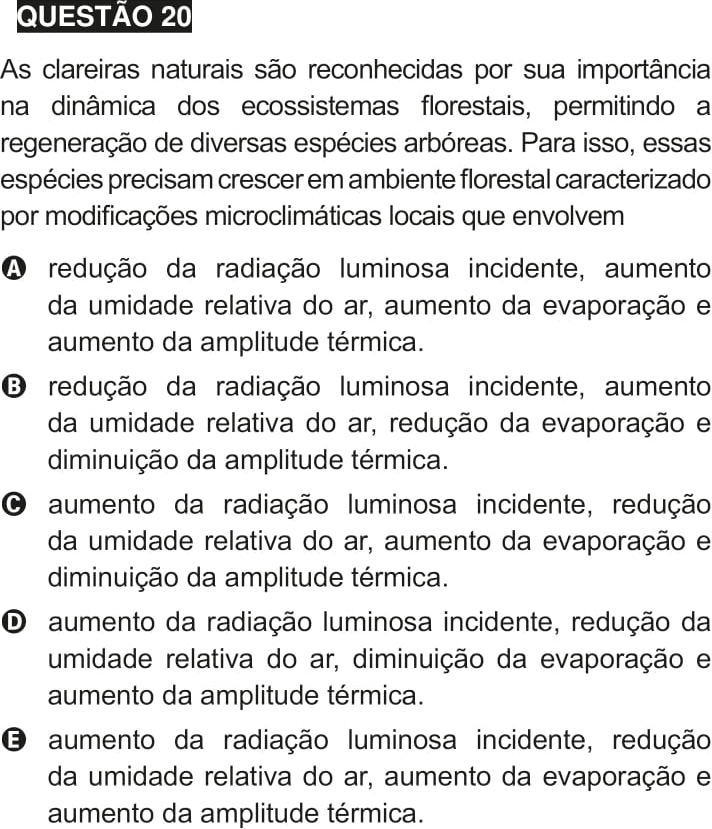 QUESTÃO 20
As clareiras naturais são reconhecidas por sua importância
na dinâmica dos ecossistemas florestais, permitindo a
regeneração de diversas espécies arbóreas. Para isso, essas
espécies precisam crescer em ambiente florestal caracterizado
por modificações microclimáticas locais que envolvem
A redução da radiação luminosa incidente, aumento
da umidade relativa do ar, aumento da evaporação e
aumento da amplitude térmica.
B redução da radiação luminosa incidente, aumento
da umidade relativa do ar, redução da evaporação e
diminuição da amplitude térmica.
C aumento da radiação luminosa incidente, redução
da umidade relativa do ar, aumento da evaporação e
diminuição da amplitude térmica.
D aumento da radiação luminosa incidente, redução da
umidade relativa do ar, diminuição da evaporação e
aumento da amplitude térmica.
E aumento da radiação luminosa incidente, redução
da umidade relativa do ar, aumento da evaporação e
aumento da amplitude térmica.